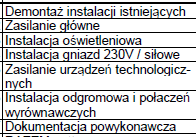 Demontaż instalacji istniejących
Zasilanie główne
Instalacja oświetleniowa
Instalacja gniazd 230V / siłowe
Zasilanie urządzeń technologicz-
nych
Instalacja odgromowa i połaczeń
wyrównawczych
Dokumentacja powykonawcza